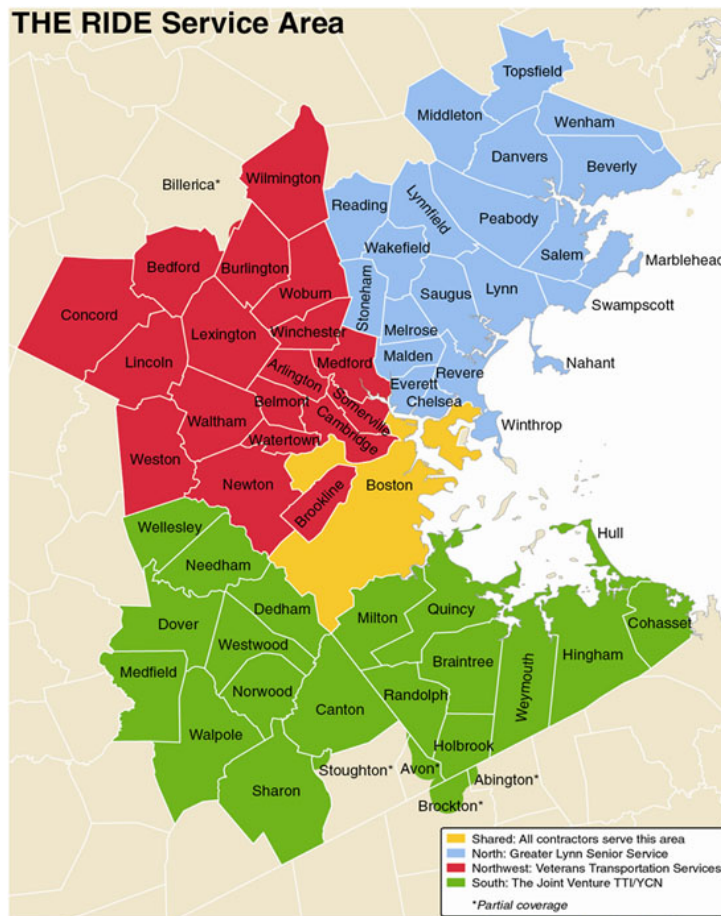 THE RIDE Service Area
Topsfield
Middleton
Wenham
Danvers
Beverly
Billerica*
Wilmington
Reading
Lynnfield
Peabody
Wakefield
Salem
Marblehead
Bedford
Burlington
Woburn
Stoneham
Saugus
Lynn
Swampscott
Concord
Lexington
Winchester
Melrose
Lincoln
Medford
Malden
Revere
Nahant
Arlington
Everett
Belmont
Somerville
Chelsea
Waltham
Cambridge
Winthrop
Watertown
Weston
Newton
Brookline
Boston
Wellesley
Hull
Needham
Dedham
Milton
Quincy
Dover
Cohasset
Westwood
Medfield
Braintree
Weymouth
Hingham
Norwood
Randolph
Canton
Walpole
Holbrook
Stoughton*
Avon*
Abington*
Sharon
Brockton*
Shared: All contractors serve this area
North: Greater Lynn Senior Service
Northwest: Veterans Transportation Services
South: The Joint Venture TTI/YCN
*Partial coverage